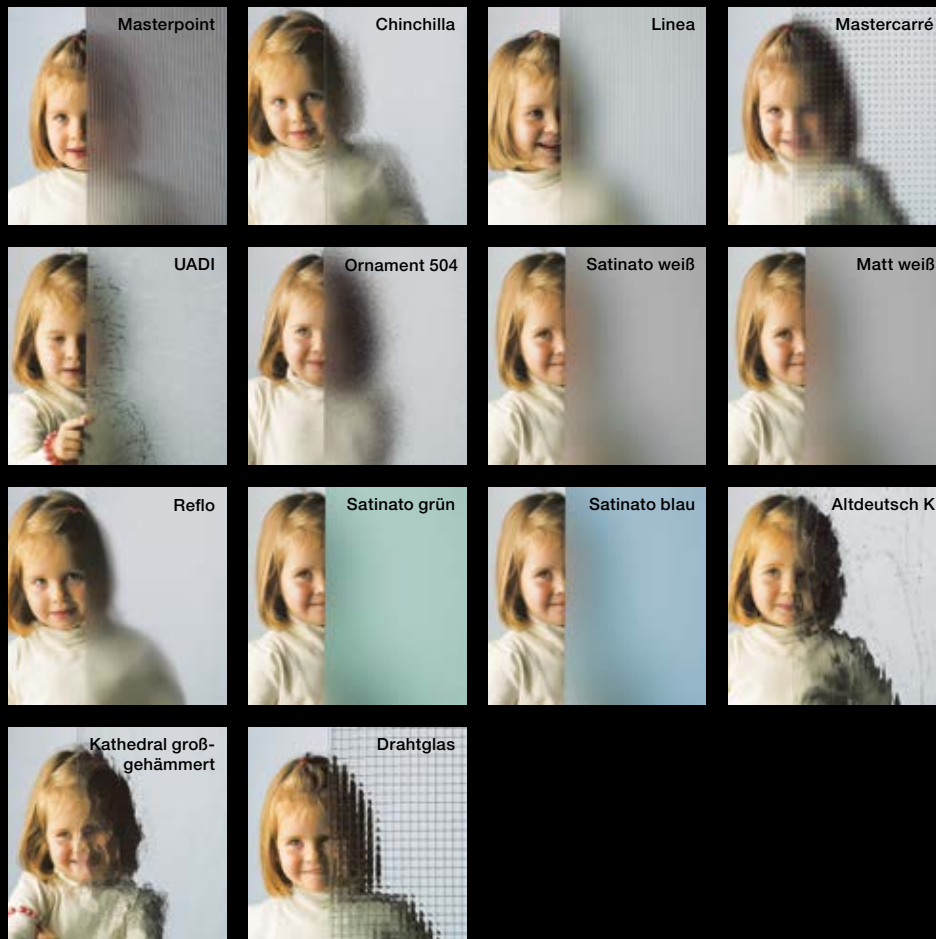 Masterpoint
Chinchilla
Linea
Mastercarré
UADI
Ornament 504
Satinato weiß
Matt weiß
Reflo
Satinato grün
Satinato blau
Altdeutsch K
Kathedral groß-
gehämmert
Drahtglas